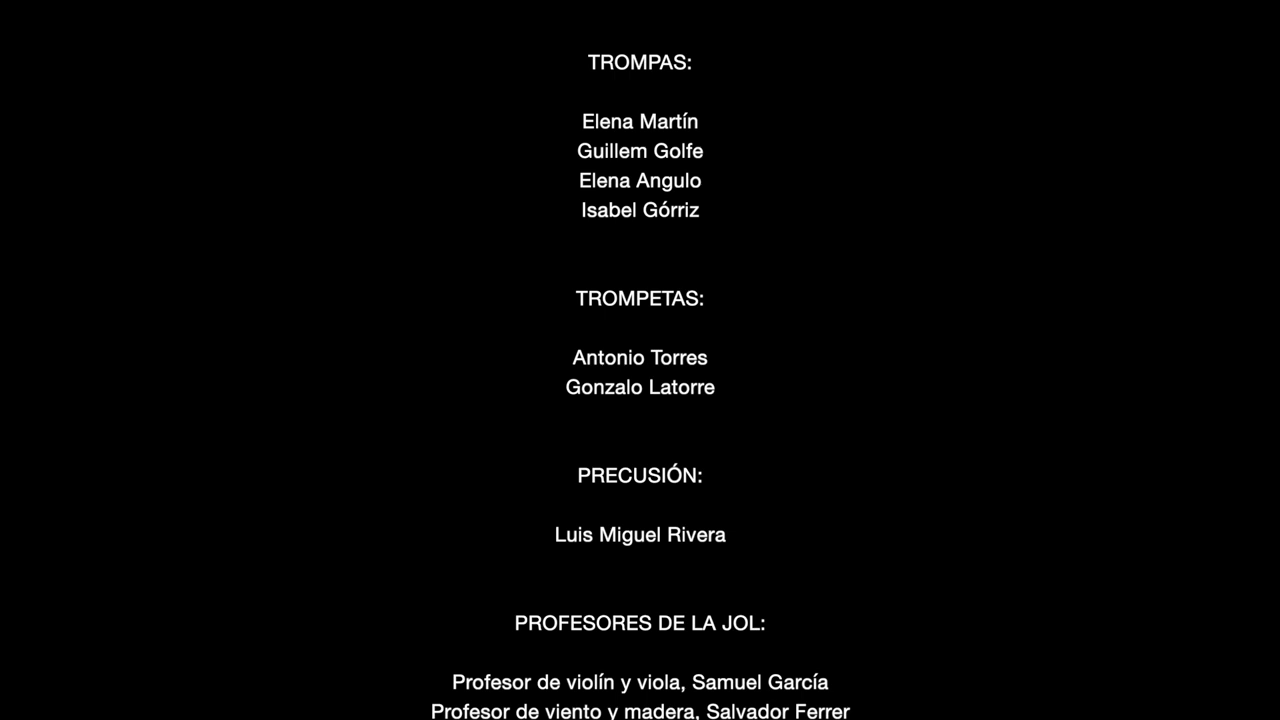 TROMPAS:
Elena Martín
Guillem Golfe
Elena Angulo
Isabel Górriz
TROMPETAS:
Antonio Torres
Gonzalo Latorre
PRECUSIÓN:
Luis Miguel Rivera
PROFESORES DE LA JOL:
Profesor de violín y viola, Samuel García
Profesor de viento y madera, Salvador Ferrer